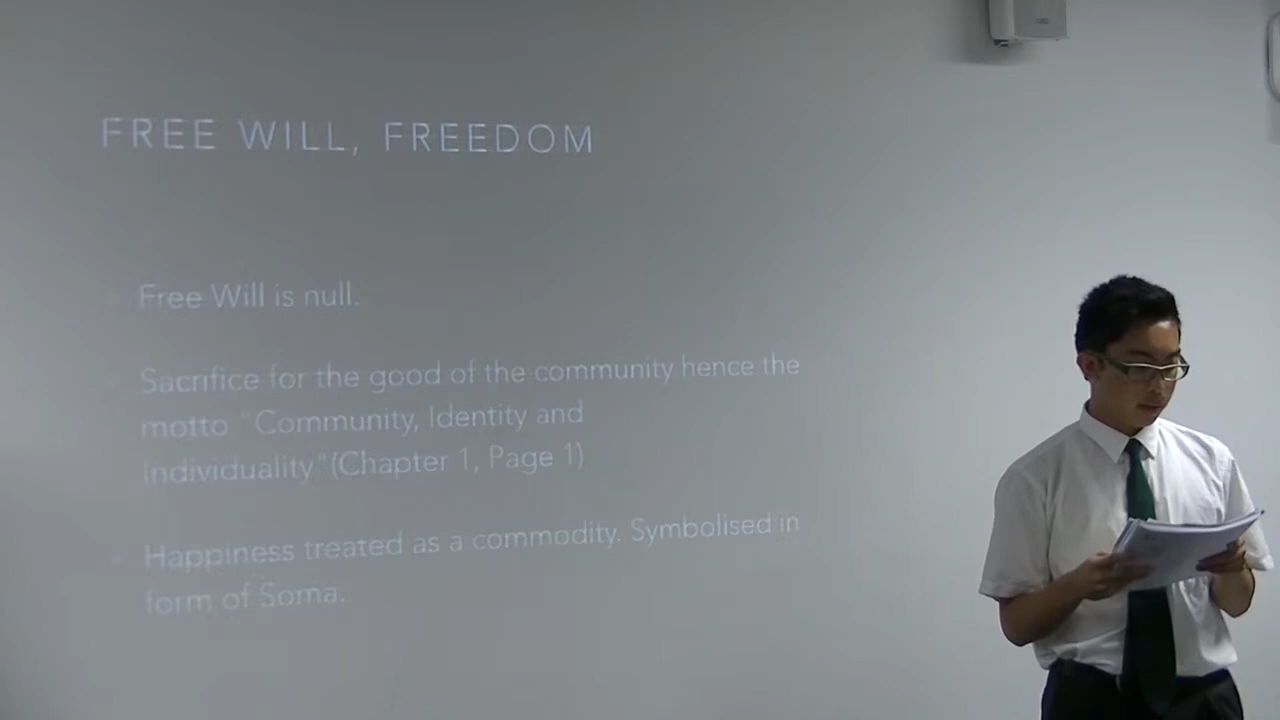 FREE WILL, FREEDOM
Free Will is null.
Sacrifice for the good of the community hence the
motto "Community, Identity and
Individuality"(Chapter 1, Page 1)
Happiness treated as a commodity. Symbolised in
form of Soma.